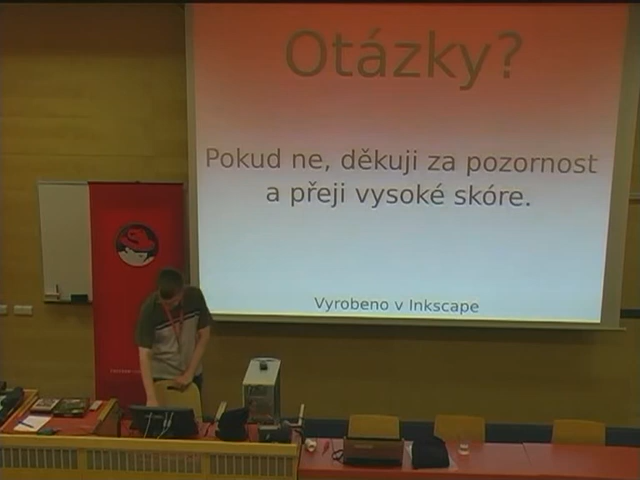 Otázky?
Pokud ne, děkuji za pozornost
a přeji vysoké skóre.
Vyrobeno v Inkscape